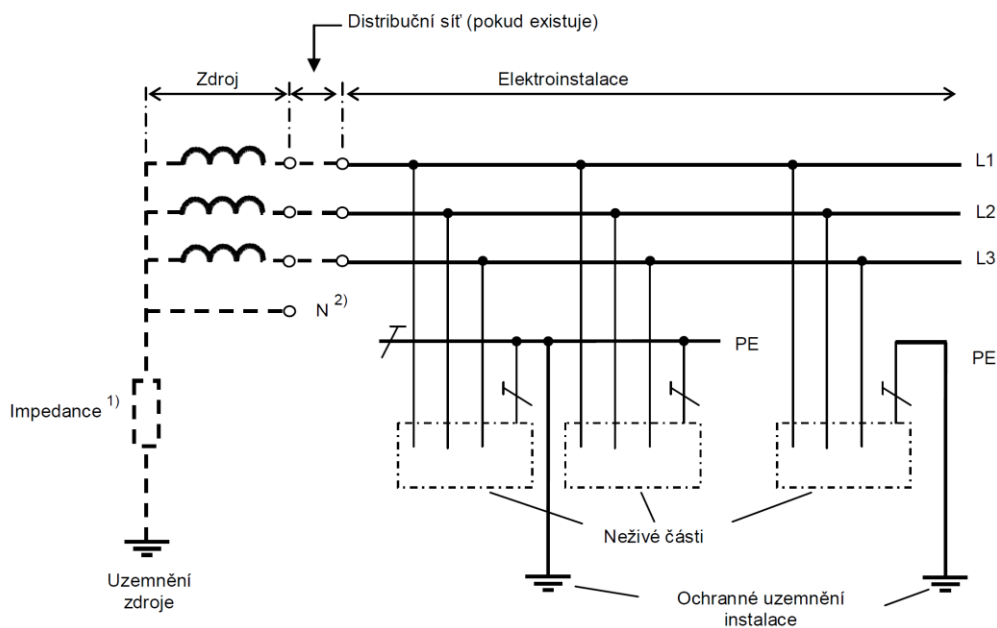 Distribuční síť (pokud existuje)
Zdroj
Elektroinstalace
L1
L2
L3
N 2)
PE
PE
Impedance 1)
Neživé části
Uzemnění
zdroje
Ochranné uzemnění
instalace